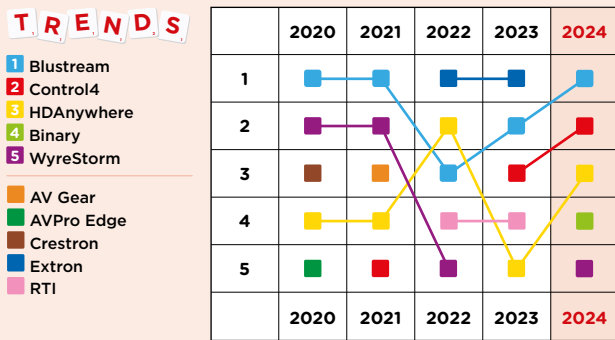 TRENDS
1 Blustream
2 Control4
3 HDAnywhere
4 Binary
5 WyreStorm
AV Gear
AVPro Edge
Crestron
Extron
RTI
2020 2021 2022 2023 2024
1
2
3
4
5
2020 2021 2022 2023 2024